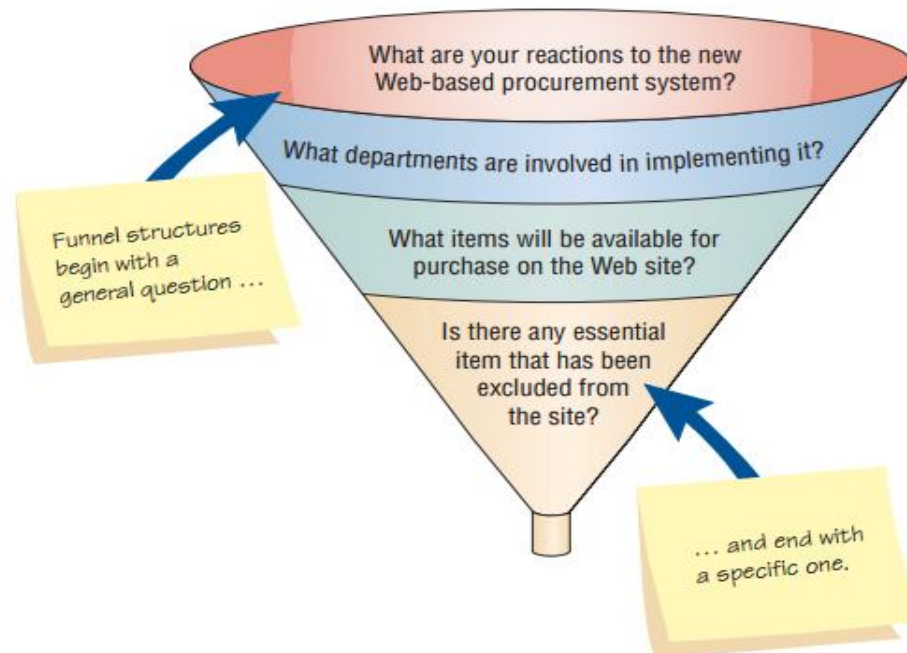 What are your reactions to the new
Web-based procurement system?
What departments are involved in implementing it?
Funnel structures
begin with a
general question ...
What items will be available for
purchase on the Web site?
Is there any essential
item that has been
excluded from
the site?
... and end with
a specific one.